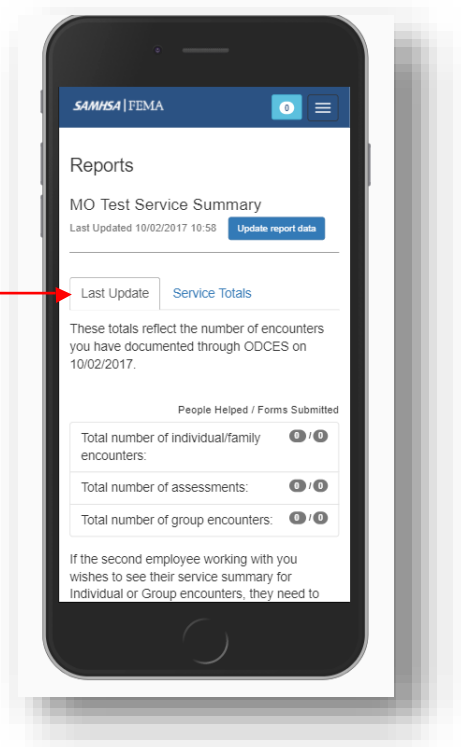 SAMHSA | FEMA
0
Reports
MO Test Service Summary
Last Updated 10/02/2017 10:58 Update report data
Last Update Service Totals
These totals reflect the number of encounters
you have documented through ODCES on
10/02/2017.
People Helped / Forms Submitted
Total number of individual/family 0 / 0
encounters:
Total number of assessments: 0 / 0
Total number of group encounters: 0 / 0
If the second employee working with you
wishes to see their service summary for
Individual or Group encounters, they need to